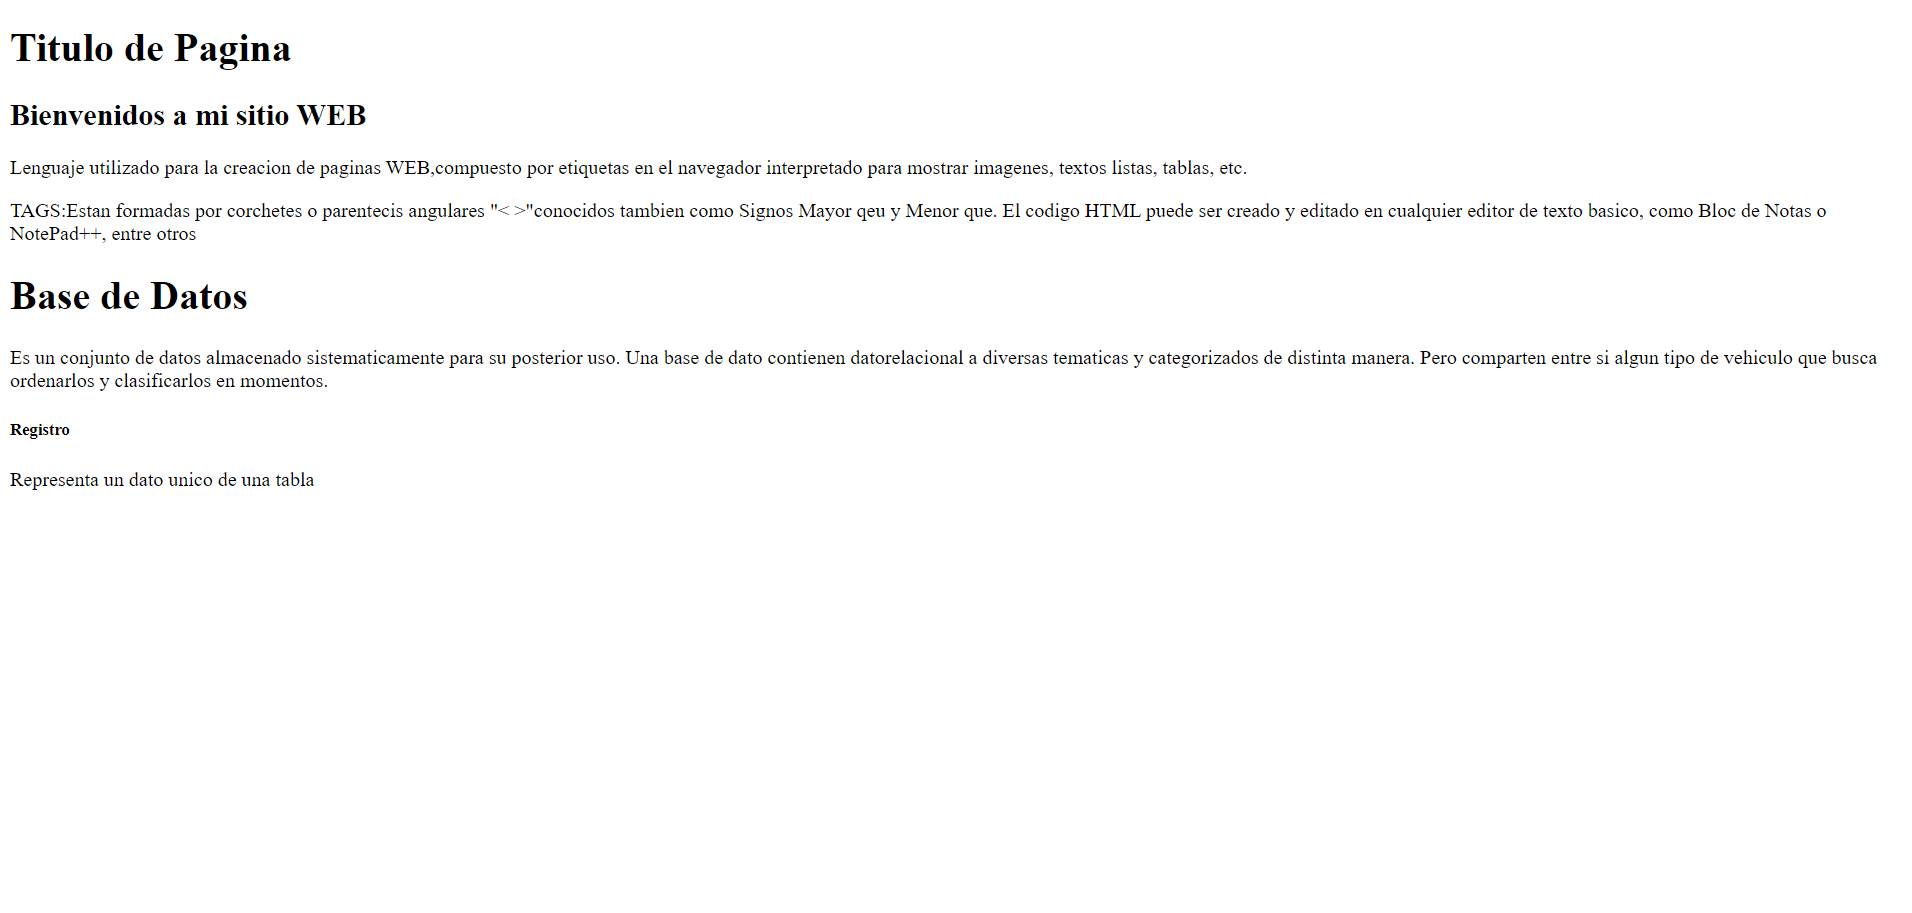 Titulo de Pagina
Bienvenidos a mi sitio WEB
Lenguaje utilizado para la creacion de paginas WEB,compuesto por etiquetas en el navegador interpretado para mostrar imagenes, textos listas, tablas, etc.
TAGS:Estan formadas por corchetes o parentecis angulares "< >"conocidos tambien como Signos Mayor qeu y Menor que. El codigo HTML puede ser creado y editado en cualquier editor de texto basico, como Bloc de Notas o
NotePad++, entre otros
Base de Datos
Es un conjunto de datos almacenado sistematicamente para su posterior uso. Una base de dato contienen datorelacional a diversas tematicas y categorizados de distinta manera. Pero comparten entre si algun tipo de vehiculo que busca
ordenarlos y clasificarlos en momentos.
Registro
Representa un dato unico de una tabla